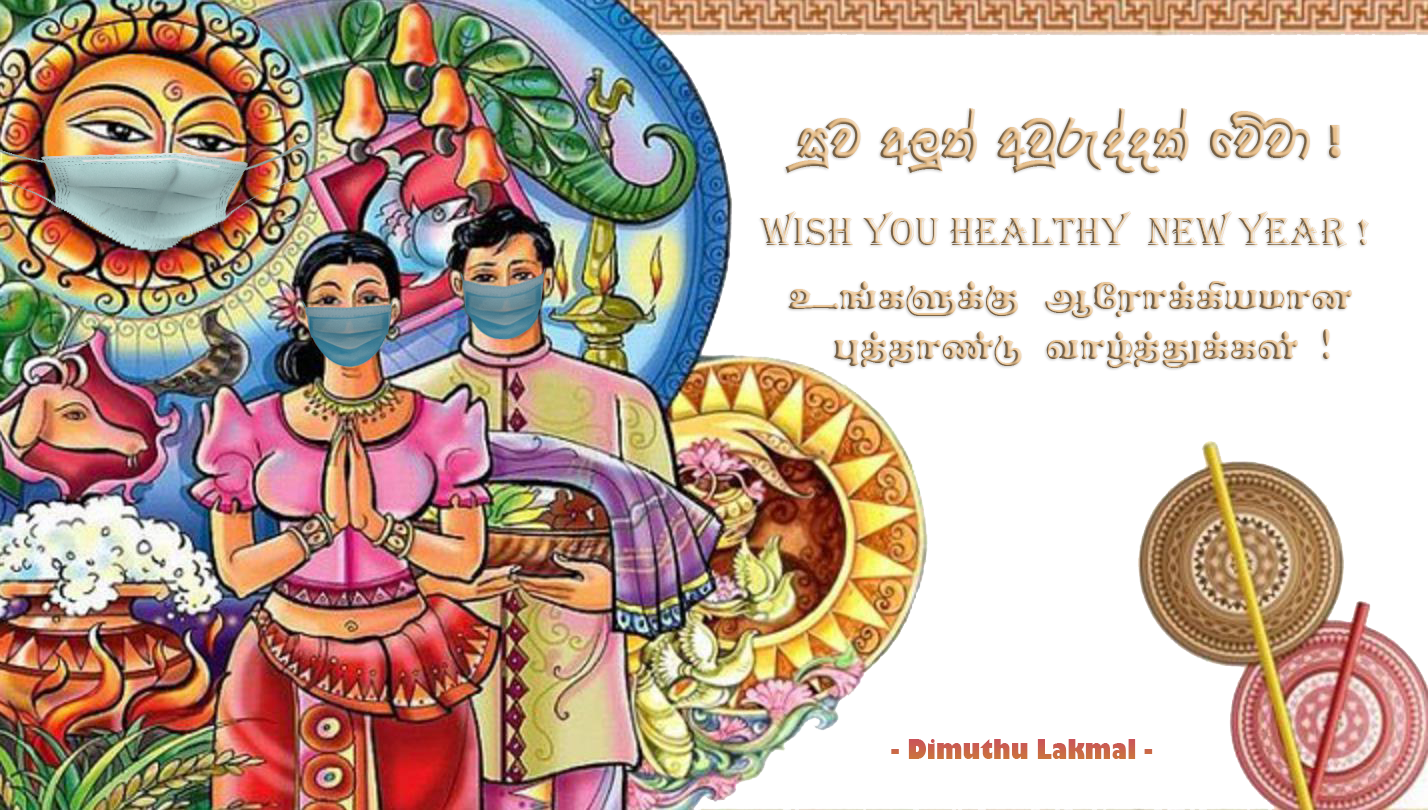 සුව අලුත් අවුරුද්දක් වේවා !
WISH YOU HEALTHY NEW YEAR !
உங்களுக்கு ஆரோக்கியமான
புத்தாண்டு வாழ்த்துக்கள் !
- Dimuthu Lakmal -